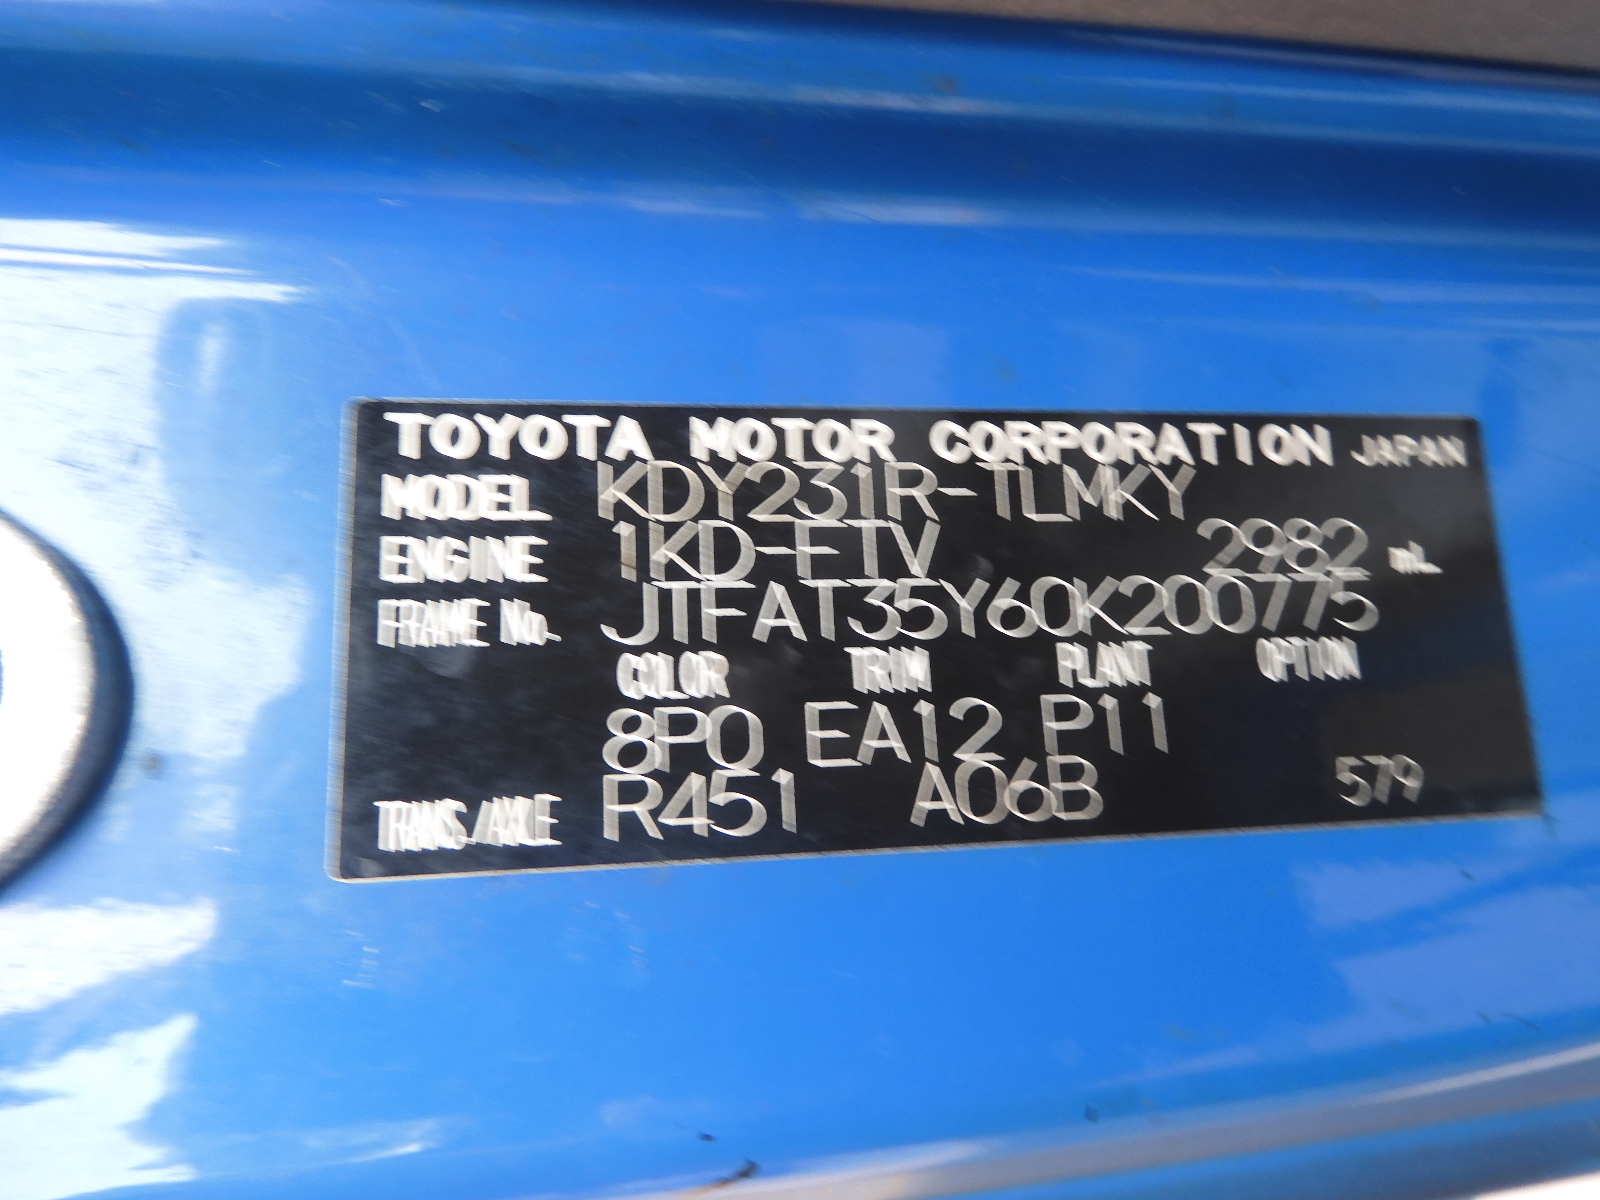 TOYOTA MOTOR CORPORATION JAPAN
MODEL KDY231R-TLMKY
ENGINE 1KD-FTV 2982 mL
FRAME No. JTFAT35Y60K200775
COLOR TRIM PLANT OPTION
8P0 EA12 P11
TRANS./AXLE R451 A06B 579